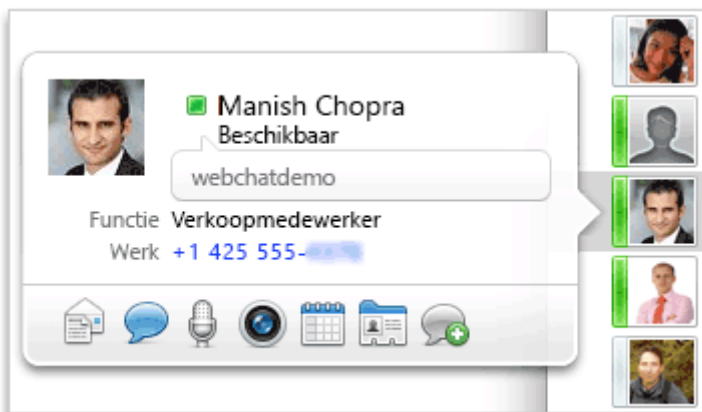 Manish Chopra
Beschikbaar
webchatdemo
Functie Verkoopmedewerker
Werk +1 425 555-